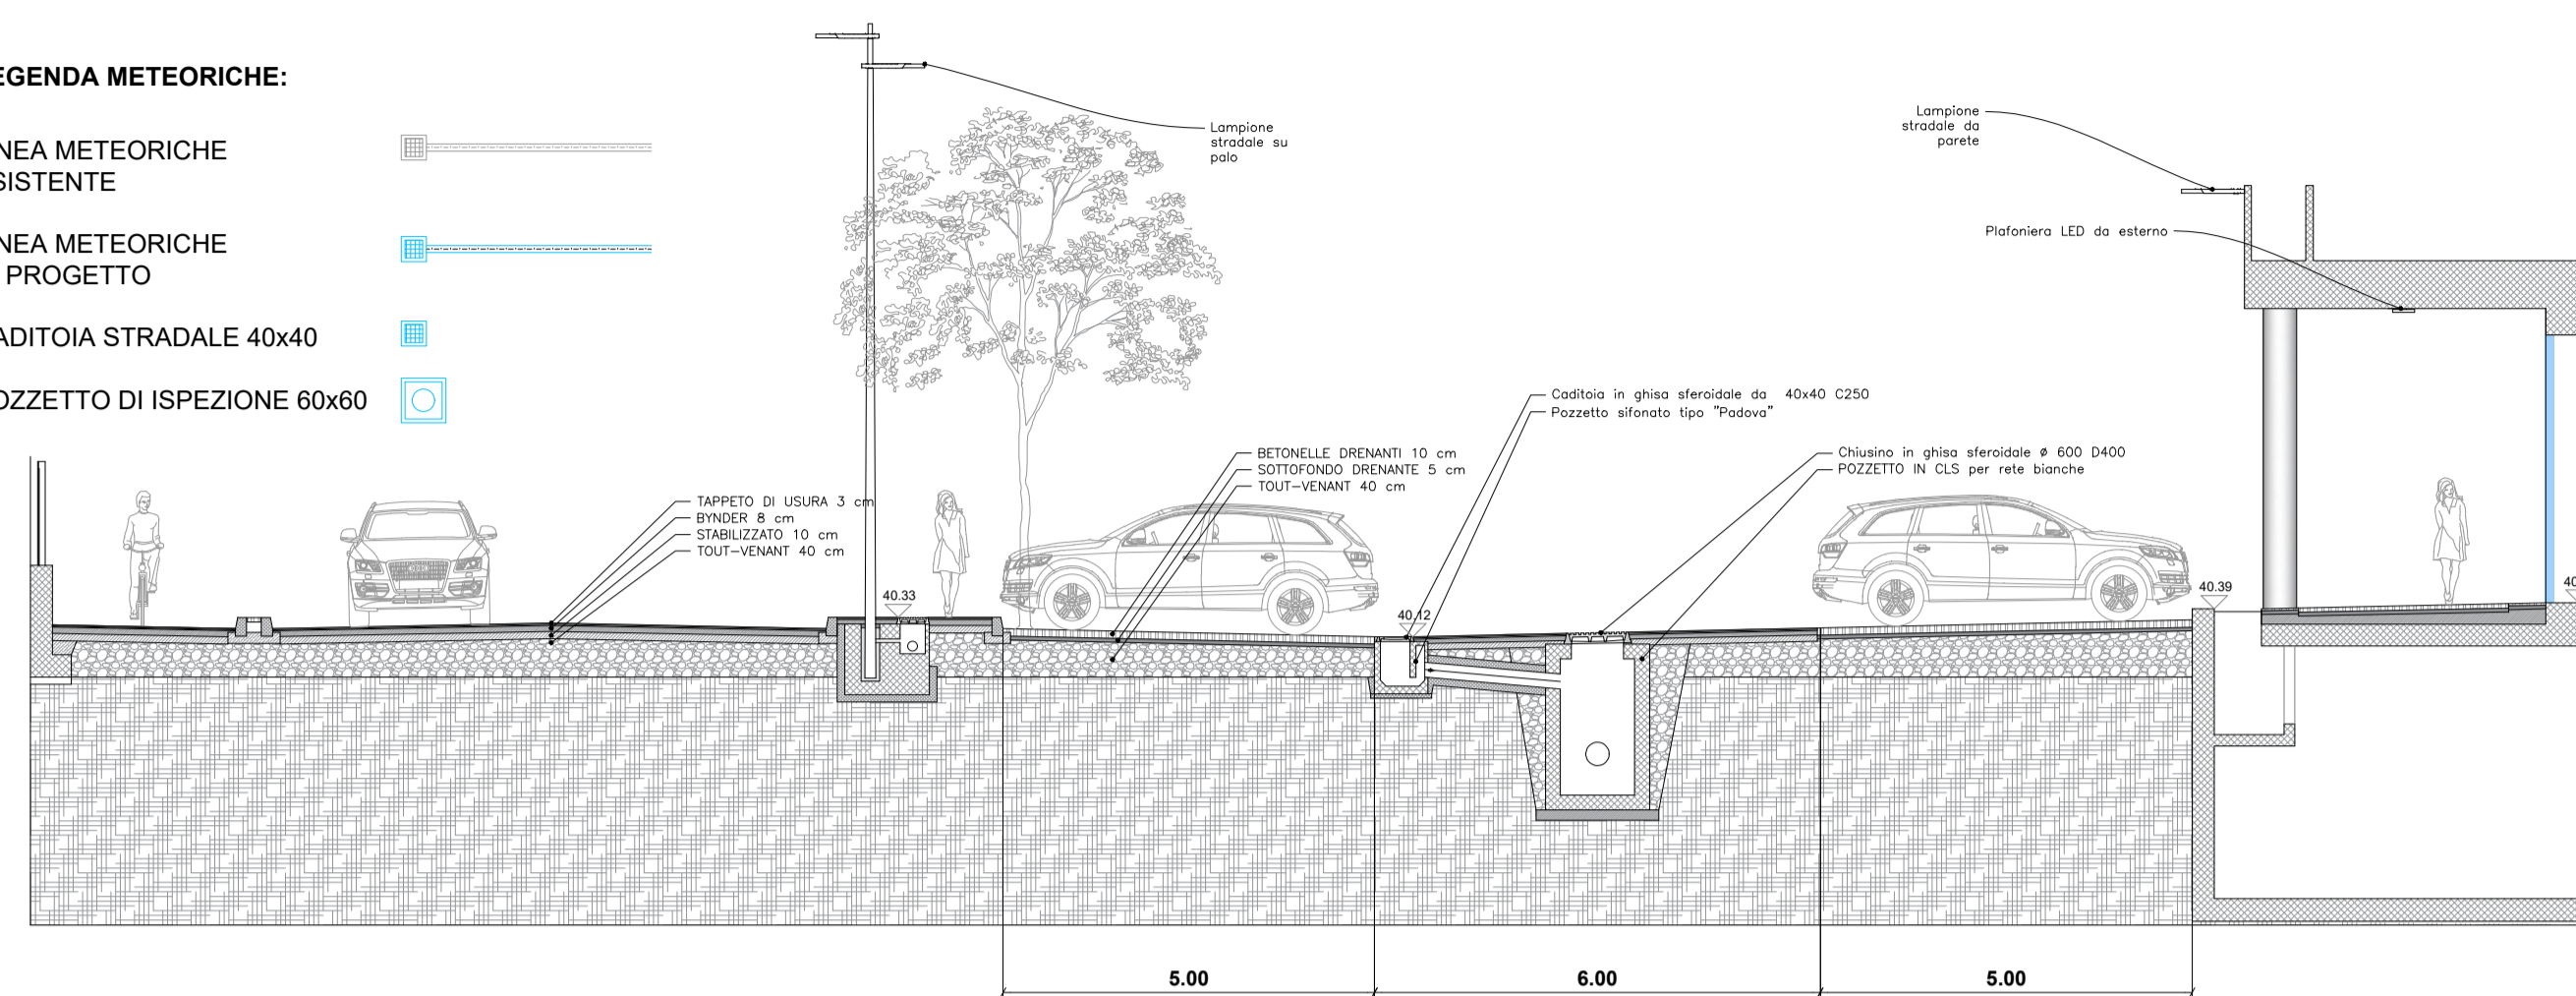 EGENDA METEORICHE:
NEA METEORICHE
SISTENTE
NEA METEORICHE
PROGETTO
ADITOIA STRADALE 40x40
OZZETTO DI ISPEZIONE 60x60
Lampione
stradale su
palo
Lampione
stradale da
parete
Plafoniera LED da esterno
Caditoia in ghisa sferoidale da 40x40 C250
Pozzetto sifonato tipo "Padova"
BETONELLE DRENANTI 10 cm
SOTTOFONDO DRENANTE 5 cm
TOUT-VENANT 40 cm
Chiusino in ghisa sferoidale ø 600 D400
POZZETTO IN CLS per rete bianche
TAPPETO DI USURA 3 cm
BYNDER 8 cm
STABILIZZATO 10 cm
TOUT-VENANT 40 cm
40.33
40.12
40.39
40
5.00
6.00
5.00